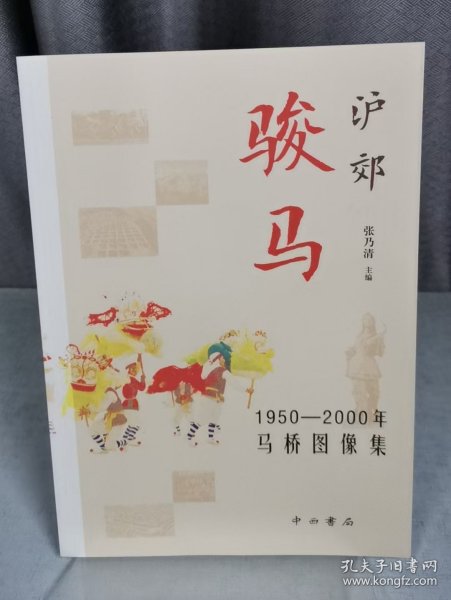 沪郊
骏马
张乃清 主编
1950—2000年
马桥图像集
中西书局
孔夫子旧书网
www.kongfz.com